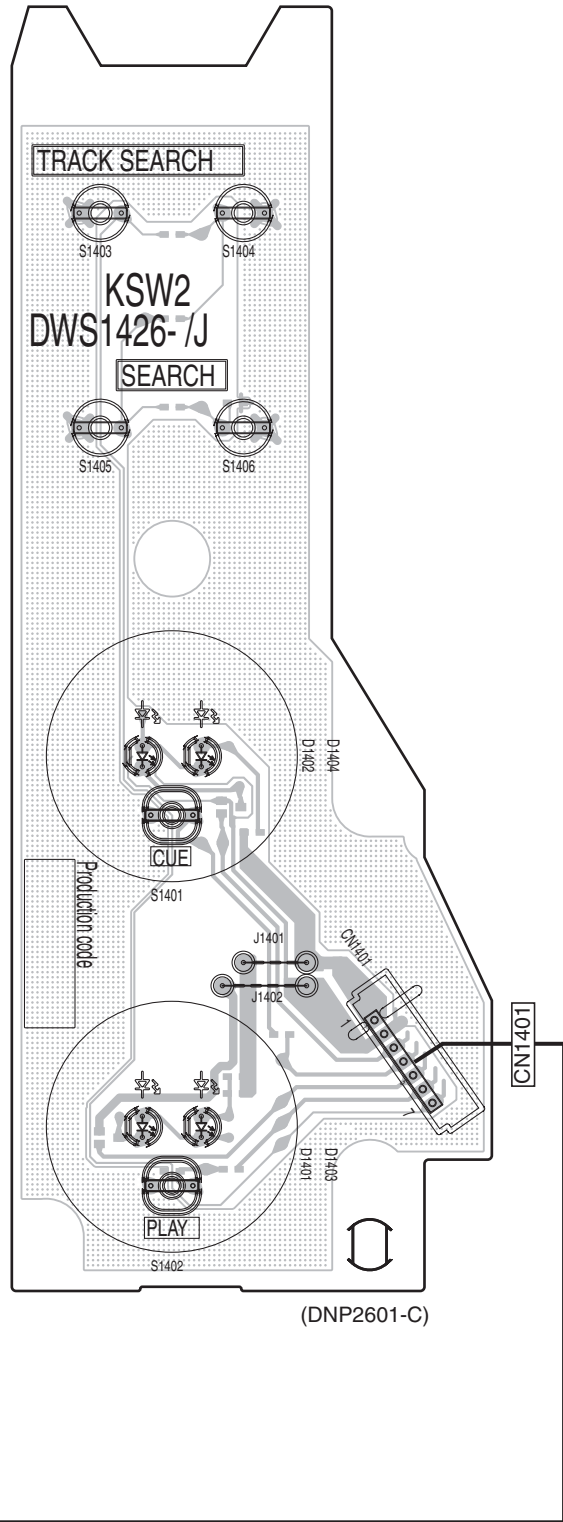 TRACK SEARCH
S1403
S1404
KSW2
DWS1426- /J
SEARCH
S1405
S1406
D1402
D1404
CUE
S1401
Production code
J1401
J1402
CN1401
1
7
CN1401
D1401
D1403
PLAY
S1402
(DNP2601-C)